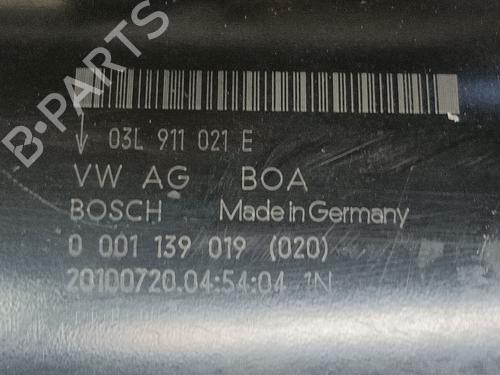 B-PARTS
03L 911 021 E
VW AG BOA
BOSCH Made in Germany
0 001 139 019 (020)
20100720.04:54:04 1N